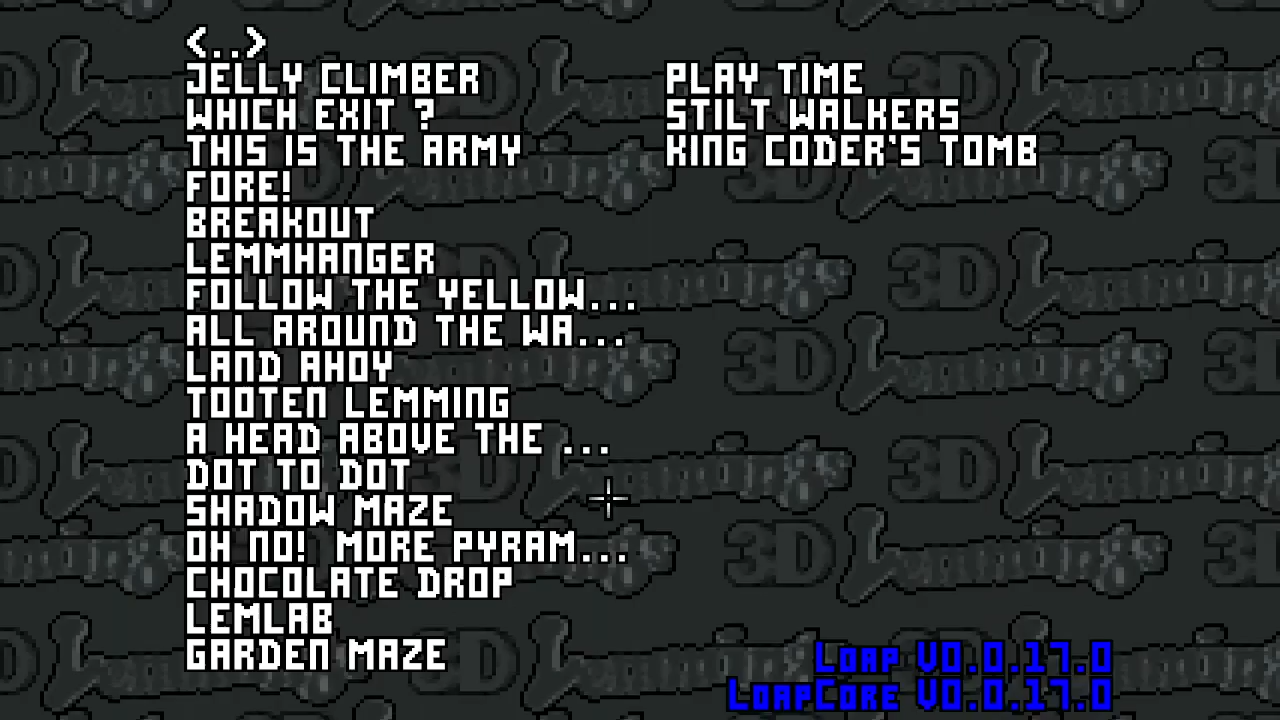 <..>
JELLY CLIMBER
WHICH EXIT ?
THIS IS THE ARMY
FORE!
BREAKOUT
LEMMHANGER
FOLLOW THE YELLOW...
ALL AROUND THE WA...
LAND AHOY
TOOTEN LEMMING
A HEAD ABOVE THE ...
DOT TO DOT
SHADOW MAZE
OH NO! MORE PYRAM...
CHOCOLATE DROP
LEMLAB
GARDEN MAZE
PLAY TIME
STILT WALKERS
KING CODER'S TOMB
LOAP V0.0.17.0
LOAPCORE V0.0.17.0
3D Lemmings